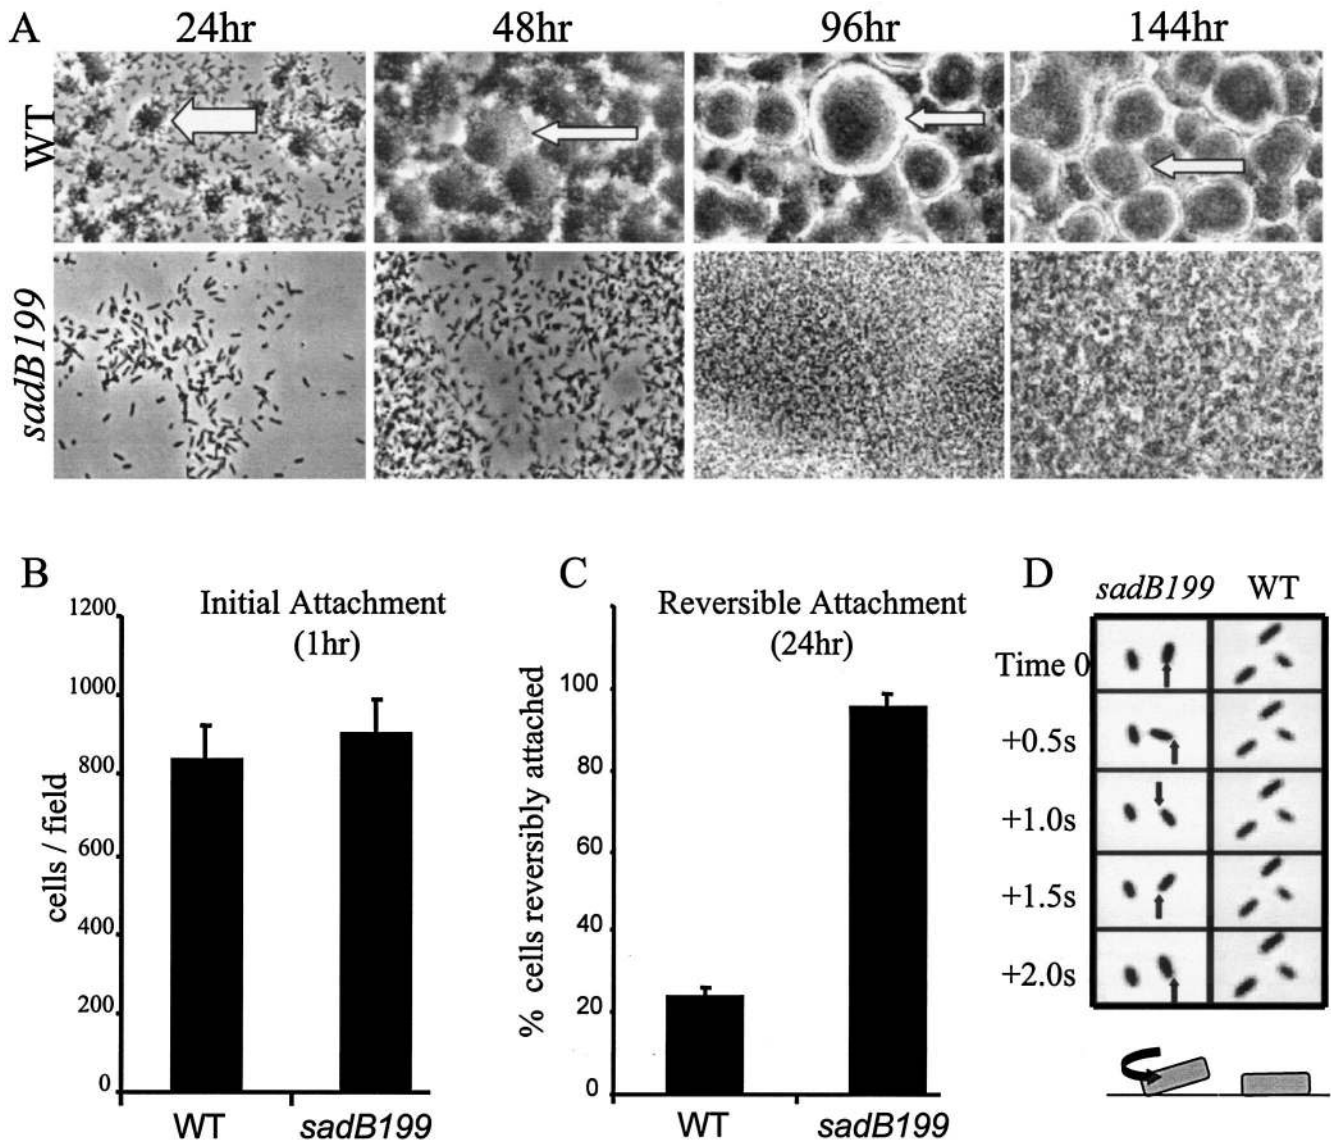 A
24hr
48hr
96hr
144hr
WT
sadB199
B
Initial Attachment
(1hr)
1200
1000
800
600
400
200
0
cells / field
WT
sadB199
C
Reversible Attachment
(24hr)
100
80
60
40
20
0
% cells reversibly attached
WT
sadB199
D
sadB199
WT
Time 0
+0.5s
+1.0s
+1.5s
+2.0s